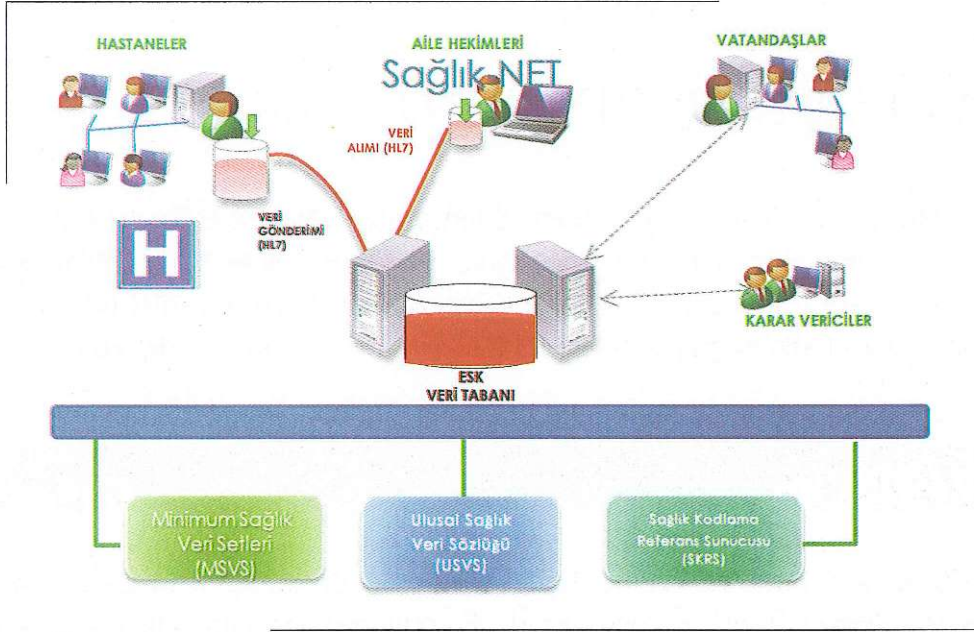 HASTANELER
AİLE HEKİMLERİ
VATANDAŞLAR
Sağlık NET
VERİ
ALIMI (HL7)
VERİ
GÖNDERİMİ
(HL7)
H
KARAR VERİCİLER
ESK
VERİ TABANI
Minimum Sağlık
Veri Setleri
(MSVS)
Ulusal Sağlık
Veri Sözlüğü
(USVS)
Sağlık Kodlama
Referans Sunucusu
(SKRS)